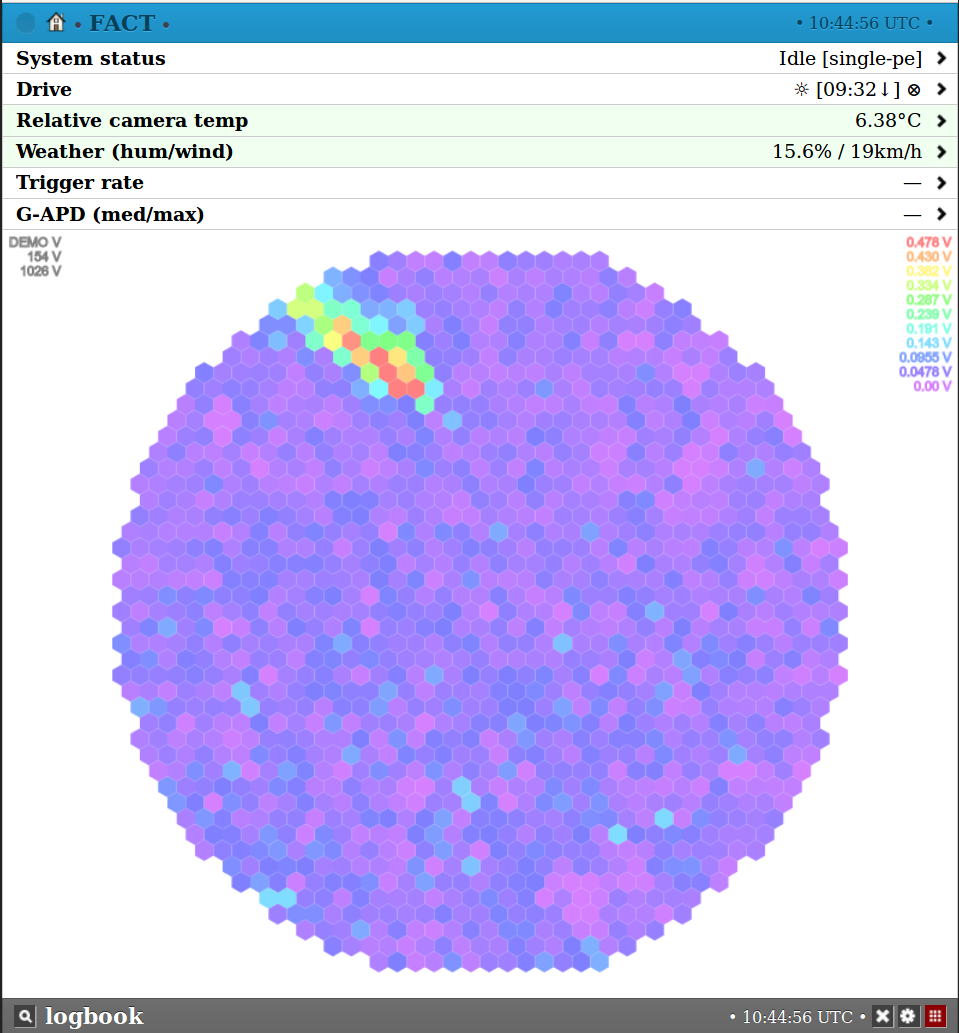 • FACT •
• 10:44:56 UTC •
System status Idle [single-pe]
Drive ☼ [09:32↓] ⊗
Relative camera temp 6.38°C
Weather (hum/wind) 15.6% / 19km/h
Trigger rate —
G-APD (med/max) —
DEMO V
154 V
1026 V
0.478 V
0.430 V
0.382 V
0.334 V
0.287 V
0.239 V
0.191 V
0.143 V
0.0955 V
0.0478 V
0.00 V
logbook
• 10:44:56 UTC •